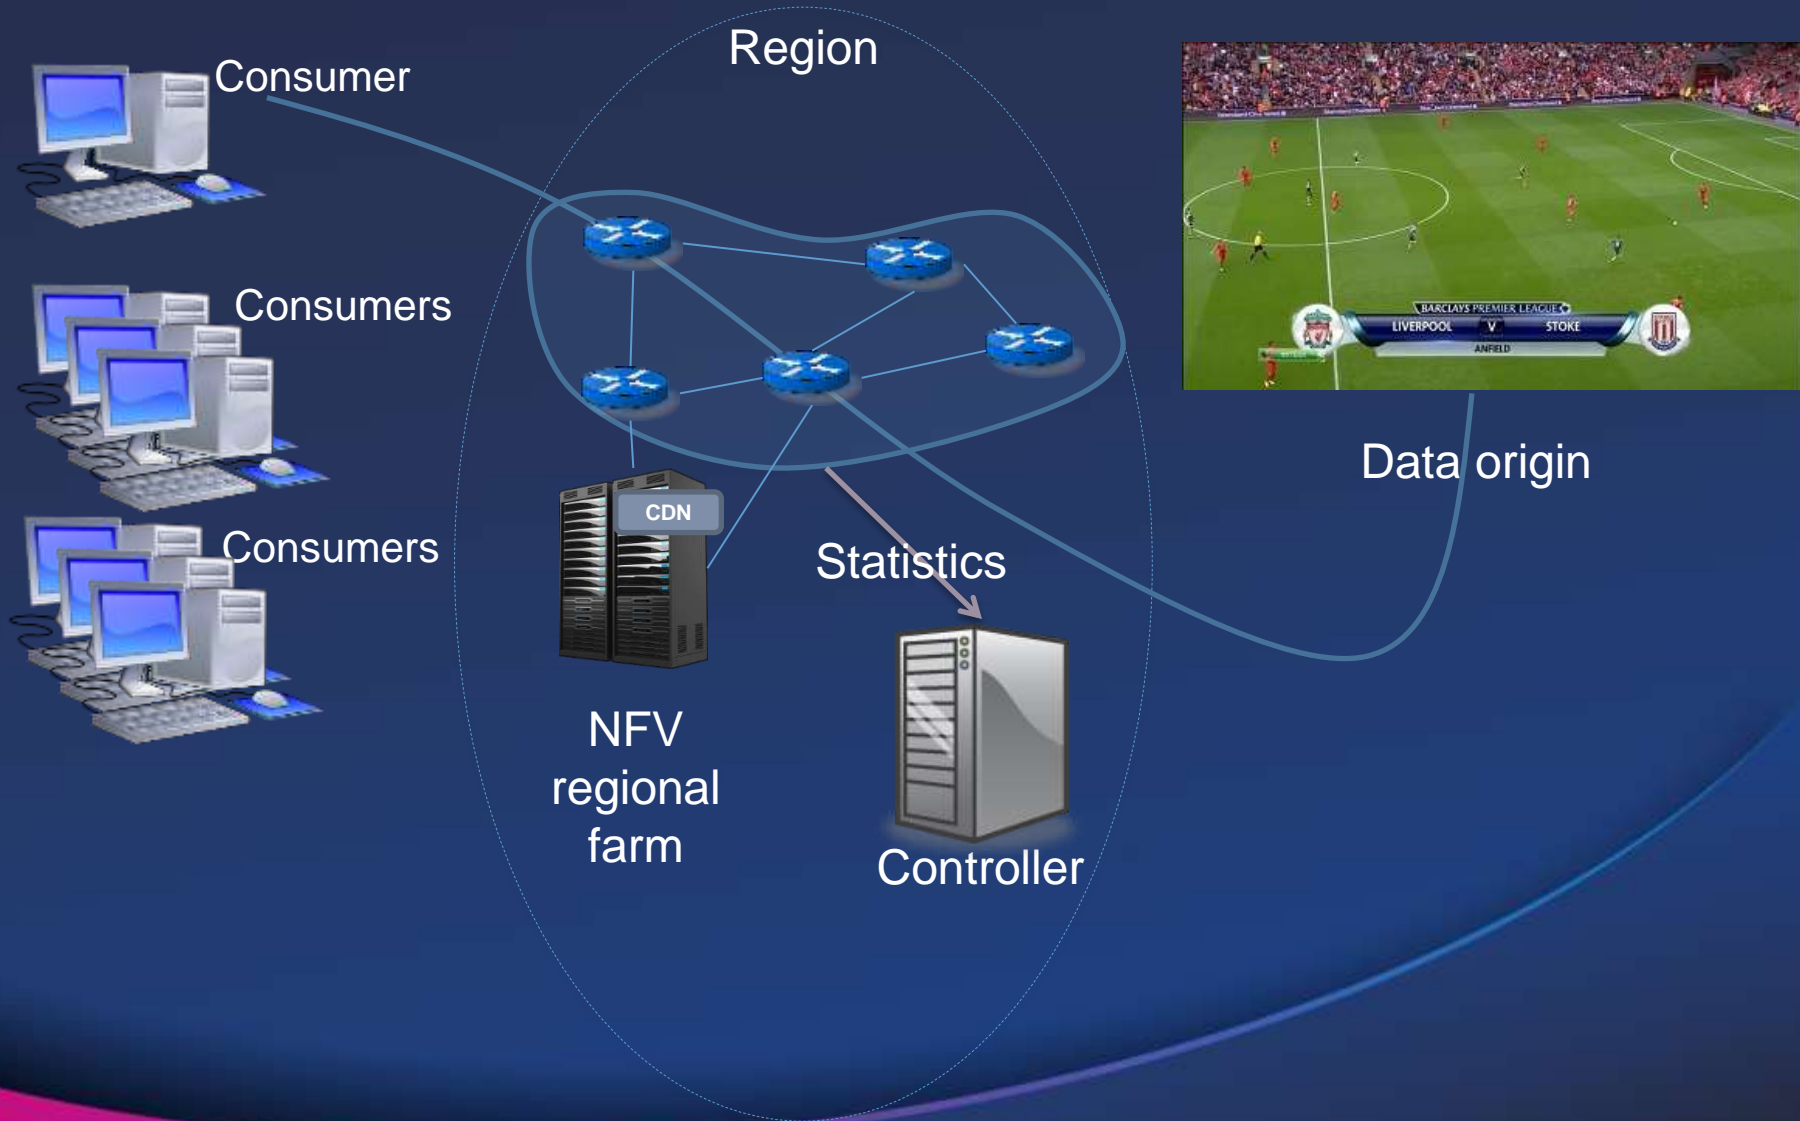 Region
Consumer
Consumers
Consumers
BARCLAYS PREMIER LEAGUE
LIVERPOOL V STOKE
ANFIELD
Data origin
CDN
Statistics
NFV
regional
farm
Controller